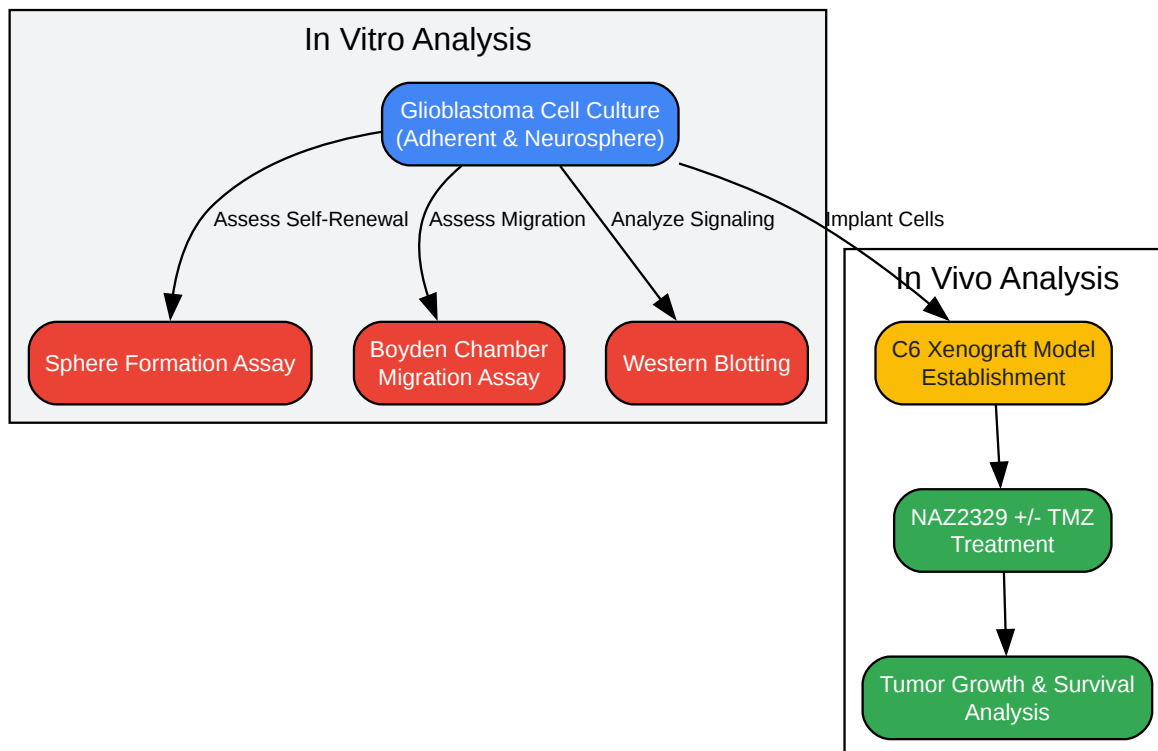 In Vitro Analysis
Glioblastoma Cell Culture
(Adherent & Neurosphere)
Assess Self-Renewal
Assess Migration
Analyze Signaling
Implant Cells
In Vivo Analysis
Sphere Formation Assay
Boyden Chamber
Migration Assay
Western Blotting
C6 Xenograft Model
Establishment
NAZ2329 +/- TMZ
Treatment
Tumor Growth & Survival
Analysis